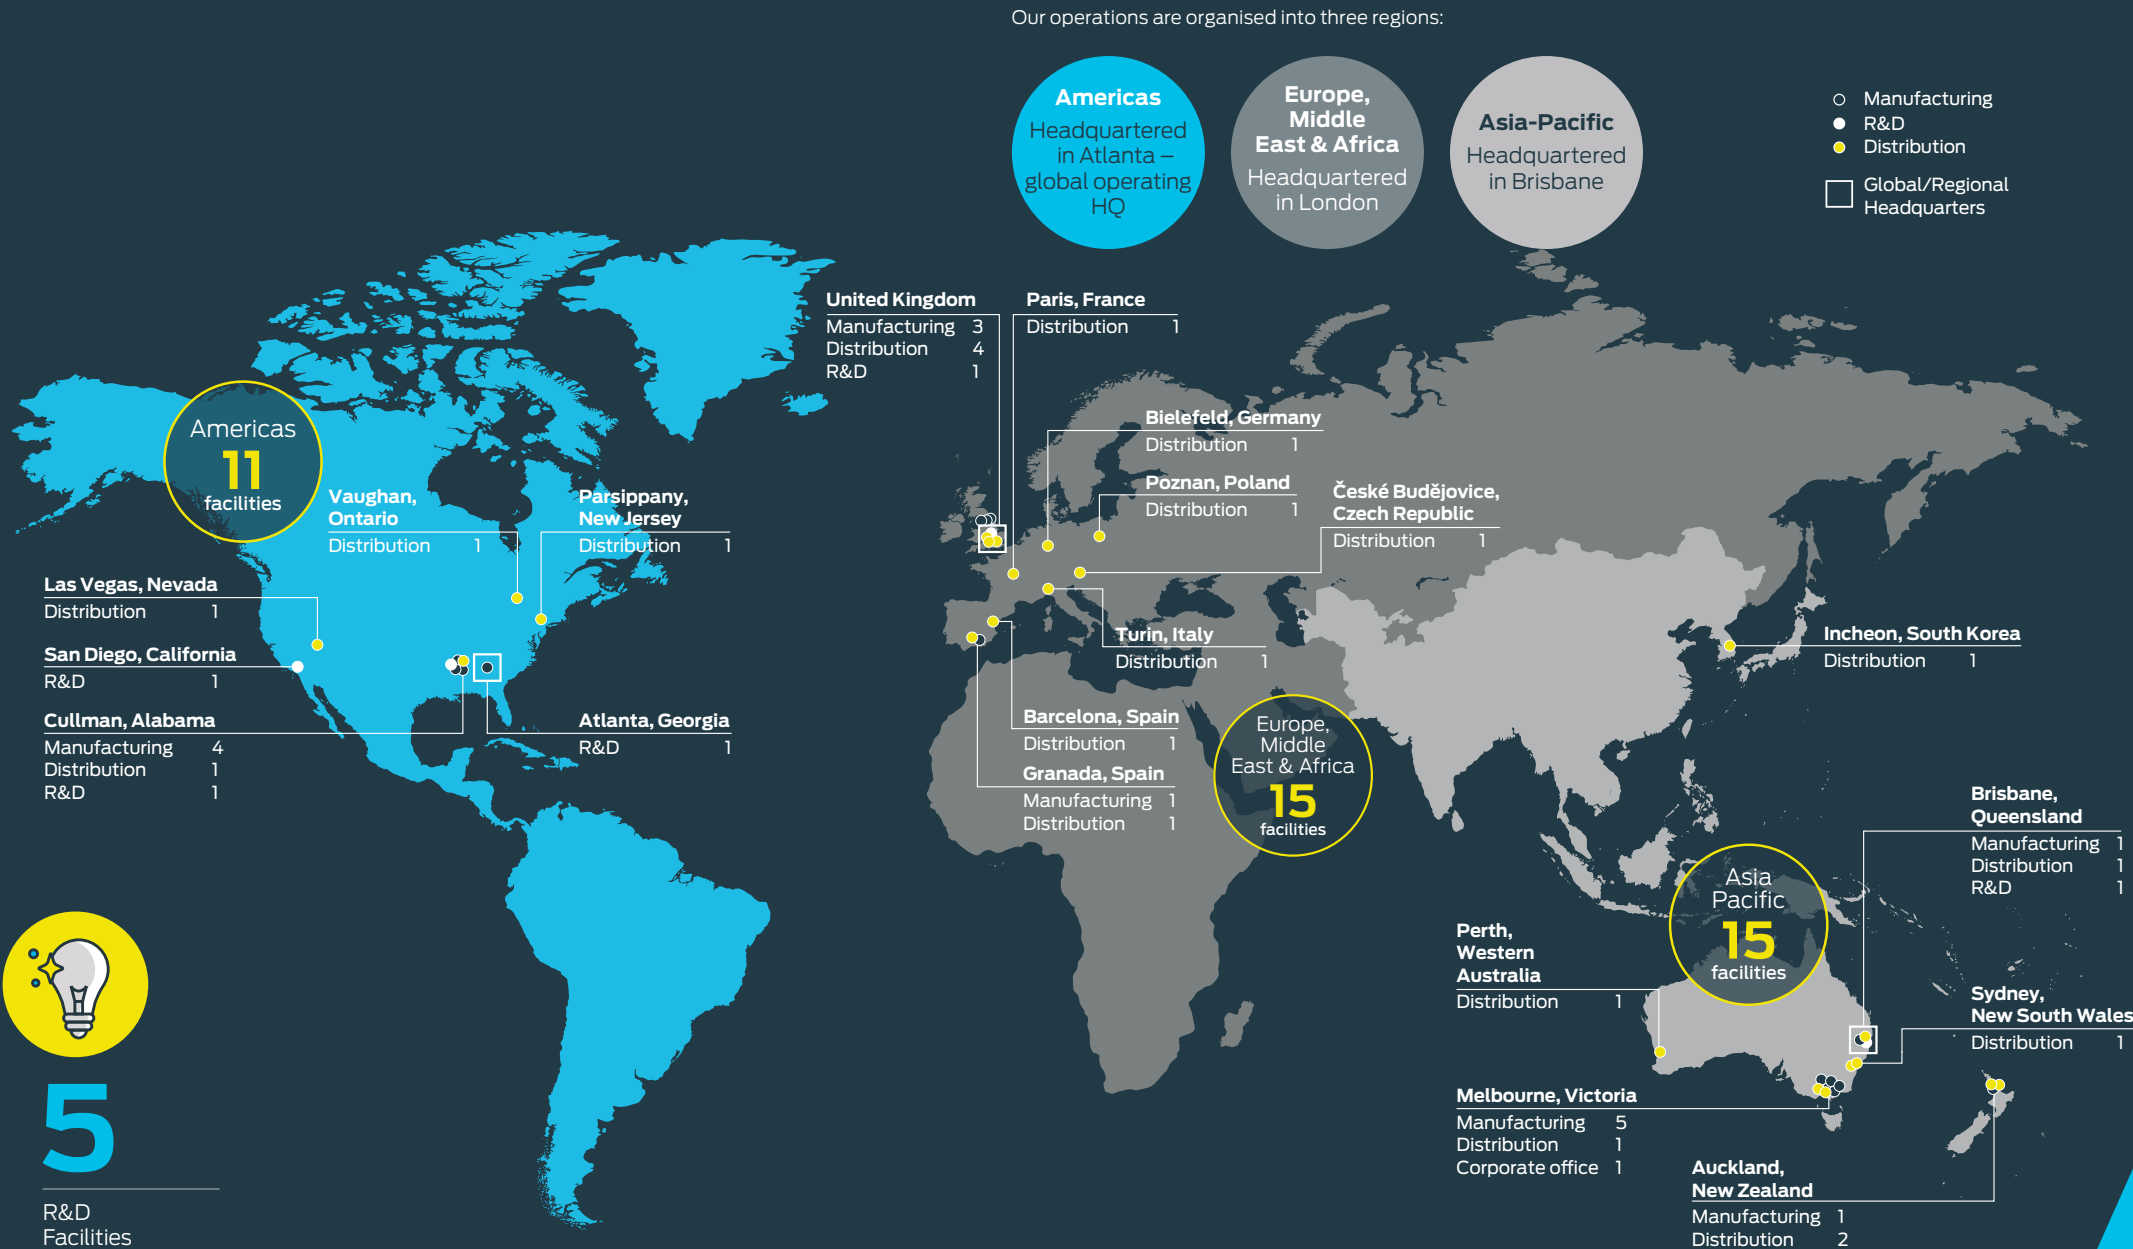 Our operations are organised into three regions:
Americas
Headquartered
in Atlanta –
global operating
HQ
Europe,
Middle
East & Africa
Headquartered
in London
Asia-Pacific
Headquartered
in Brisbane
Manufacturing
R&D
Distribution
Global/Regional
Headquarters
United Kingdom
Manufacturing 3
Distribution 4
R&D 1
Paris, France
Distribution 1
Bielefeld, Germany
Distribution 1
Poznan, Poland
Distribution 1
České Budějovice,
Czech Republic
Distribution 1
Americas
11
facilities
Vaughan,
Ontario
Distribution 1
Parsippany,
New Jersey
Distribution 1
Las Vegas, Nevada
Distribution 1
San Diego, California
R&D 1
Cullman, Alabama
Manufacturing 4
Distribution 1
R&D 1
Atlanta, Georgia
R&D 1
Turin, Italy
Distribution 1
Barcelona, Spain
Distribution 1
Granada, Spain
Manufacturing 1
Distribution 1
Europe,
Middle
East & Africa
15
facilities
Incheon, South Korea
Distribution 1
Brisbane,
Queensland
Manufacturing 1
Distribution 1
R&D 1
Asia
Pacific
15
facilities
Perth,
Western
Australia
Distribution 1
Sydney,
New South Wales
Distribution 1
Melbourne, Victoria
Manufacturing 5
Distribution 1
Corporate office 1
Auckland,
New Zealand
Manufacturing 1
Distribution 2
5
R&D
Facilities